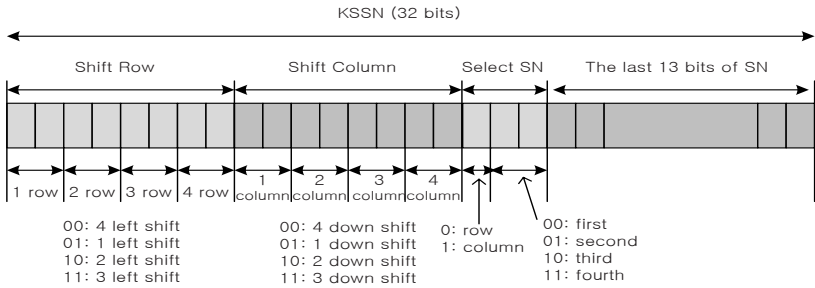 KSSN (32 bits)
Shift Row
Shift Column
Select SN
The last 13 bits of SN
1 row
2 row
3 row
4 row
1
column
2
column
3
column
4
column
00: 4 left shift
01: 1 left shift
10: 2 left shift
11: 3 left shift
00: 4 down shift
01: 1 down shift
10: 2 down shift
11: 3 down shift
0: row
1: column
00: first
01: second
10: third
11: fourth